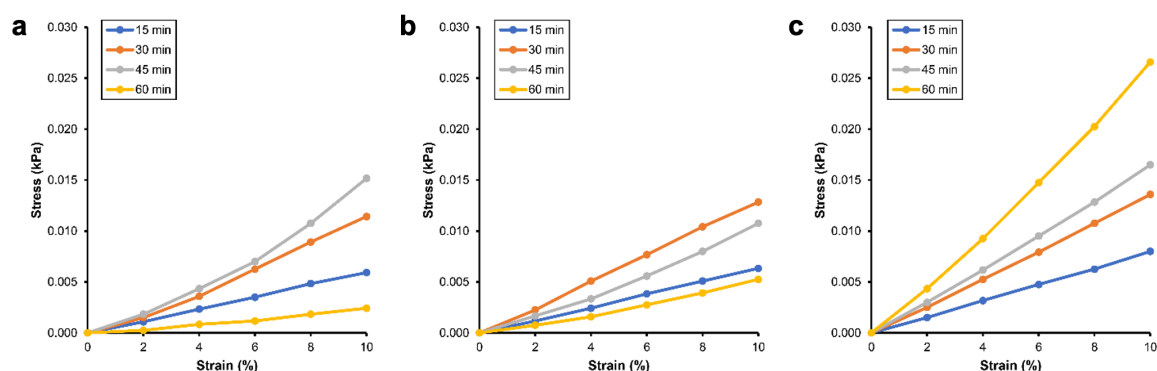 a
0.030
0.025
0.020
0.015
0.010
0.005
0.000
Stress (kPa)
15 min
30 min
45 min
60 min
0 2 4 6 8 10
Strain (%)
b
0.030
0.025
0.020
0.015
0.010
0.005
0.000
Stress (kPa)
15 min
30 min
45 min
60 min
0 2 4 6 8 10
Strain (%)
c
0.030
0.025
0.020
0.015
0.010
0.005
0.000
Stress (kPa)
15 min
30 min
45 min
60 min
0 2 4 6 8 10
Strain (%)